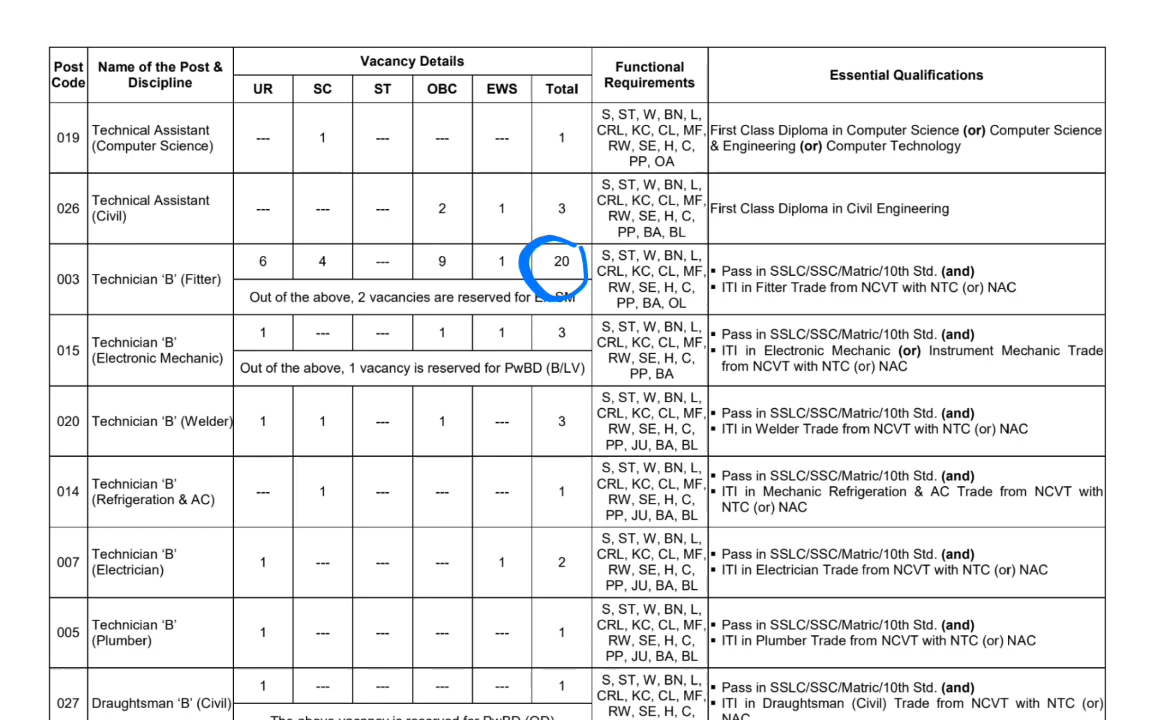 Post Code Name of the Post & Discipline Vacancy Details Functional Requirements Essential Qualifications
UR SC ST OBC EWS Total
019 Technical Assistant (Computer Science) --- 1 --- --- --- 1 S, ST, W, BN, L, CRL, KC, CL, MF, RW, SE, H, C, PP, OA First Class Diploma in Computer Science (or) Computer Science & Engineering (or) Computer Technology
026 Technical Assistant (Civil) --- --- --- 2 1 3 S, ST, W, BN, L, CRL, KC, CL, MF, RW, SE, H, C, PP, BA, BL First Class Diploma in Civil Engineering
003 Technician ‘B’ (Fitter) 6 4 --- 9 1 20 S, ST, W, BN, L, CRL, KC, CL, MF, RW, SE, H, C, PP, BA, OL ▪ Pass in SSLC/SSC/Matric/10th Std. (and)
▪ ITI in Fitter Trade from NCVT with NTC (or) NAC
Out of the above, 2 vacancies are reserved for
015 Technician ‘B’ (Electronic Mechanic) 1 --- --- 1 1 3 S, ST, W, BN, L, CRL, KC, CL, MF, RW, SE, H, C, PP, BA ▪ Pass in SSLC/SSC/Matric/10th Std. (and)
▪ ITI in Electronic Mechanic (or) Instrument Mechanic Trade from NCVT with NTC (or) NAC
Out of the above, 1 vacancy is reserved for PwBD (B/LV)
020 Technician ‘B’ (Welder) 1 1 --- 1 --- 3 S, ST, W, BN, L, CRL, KC, CL, MF, RW, SE, H, C, PP, JU, BA, BL ▪ Pass in SSLC/SSC/Matric/10th Std. (and)
▪ ITI in Welder Trade from NCVT with NTC (or) NAC
014 Technician ‘B’ (Refrigeration & AC) --- 1 --- --- --- 1 S, ST, W, BN, L, CRL, KC, CL, MF, RW, SE, H, C, PP, JU, BA, BL ▪ Pass in SSLC/SSC/Matric/10th Std. (and)
▪ ITI in Mechanic Refrigeration & AC Trade from NCVT with NTC (or) NAC
007 Technician ‘B’ (Electrician) 1 --- --- --- 1 2 S, ST, W, BN, L, CRL, KC, CL, MF, RW, SE, H, C, PP, JU, BA, BL ▪ Pass in SSLC/SSC/Matric/10th Std. (and)
▪ ITI in Electrician Trade from NCVT with NTC (or) NAC
005 Technician ‘B’ (Plumber) 1 --- --- --- --- 1 S, ST, W, BN, L, CRL, KC, CL, MF, RW, SE, H, C, PP, JU, BA, BL ▪ Pass in SSLC/SSC/Matric/10th Std. (and)
▪ ITI in Plumber Trade from NCVT with NTC (or) NAC
027 Draughtsman ‘B’ (Civil) 1 --- --- --- --- 1 S, ST, W, BN, L, CRL, KC, CL, MF, RW, SE, H, C, ▪ Pass in SSLC/SSC/Matric/10th Std. (and)
▪ ITI in Draughtsman (Civil) Trade from NCVT with NTC (or) NAC
The above vacancy is reserved for PwBD (OD)